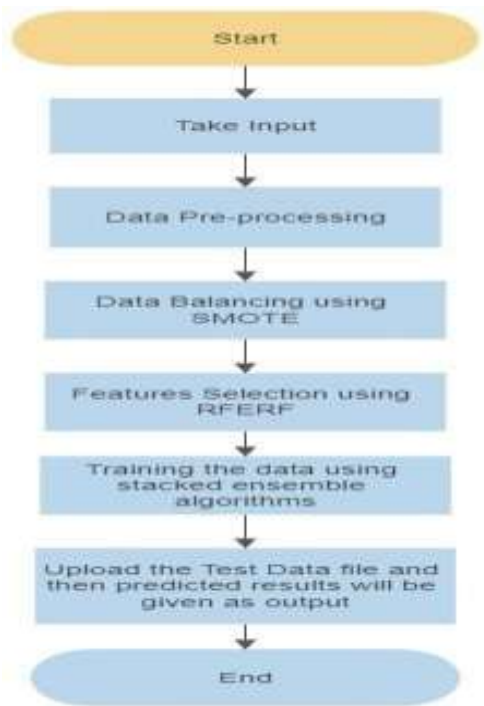 Start
Take Input
Data Pre-processing
Data Balancing using
SMOTE
Features Selection using
RFERF
Training the data using
stacked ensemble
algorithms
Upload the Test Data file and
then predicted results will be
given as output
End